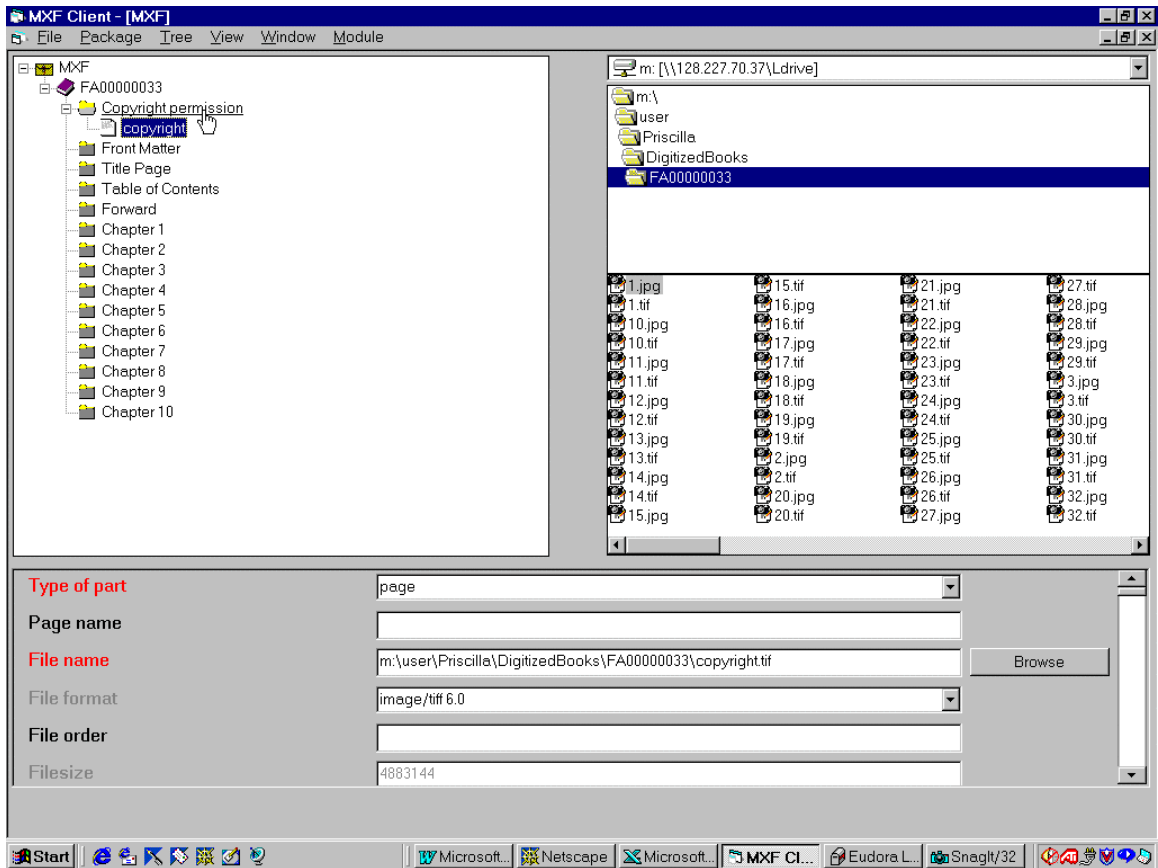 MXF Client - [MXF]
File Package Tree View Window Module
MXF
FA00000033
Copyright permission
copyright
Front Matter
Title Page
Table of Contents
Forward
Chapter 1
Chapter 2
Chapter 3
Chapter 4
Chapter 5
Chapter 6
Chapter 7
Chapter 8
Chapter 9
Chapter 10
m: [\\128.227.70.37\Ldrive]
m:\
user
Priscilla
DigitizedBooks
FA00000033
1.jpg 15.tif 21.jpg 27.tif
1.tif 16.jpg 21.tif 28.jpg
10.jpg 16.tif 22.jpg 28.tif
10.tif 17.jpg 22.tif 29.jpg
11.jpg 17.tif 23.jpg 29.tif
11.tif 18.jpg 23.tif 3.jpg
12.jpg 18.tif 24.jpg 3.tif
12.tif 19.jpg 24.tif 30.jpg
13.jpg 19.tif 25.jpg 30.tif
13.tif 2.jpg 25.tif 31.jpg
14.jpg 2.tif 26.jpg 31.tif
14.tif 20.jpg 26.tif 32.jpg
15.jpg 20.tif 27.jpg 32.tif
Type of part page
Page name
File name m:\user\Priscilla\DigitizedBooks\FA00000033\copyright.tif Browse
File format image/tiff 6.0
File order
Filesize 4883144
Start Microsoft... Netscape Microsoft... MXF Cl... Eudora L... SnagIt/32